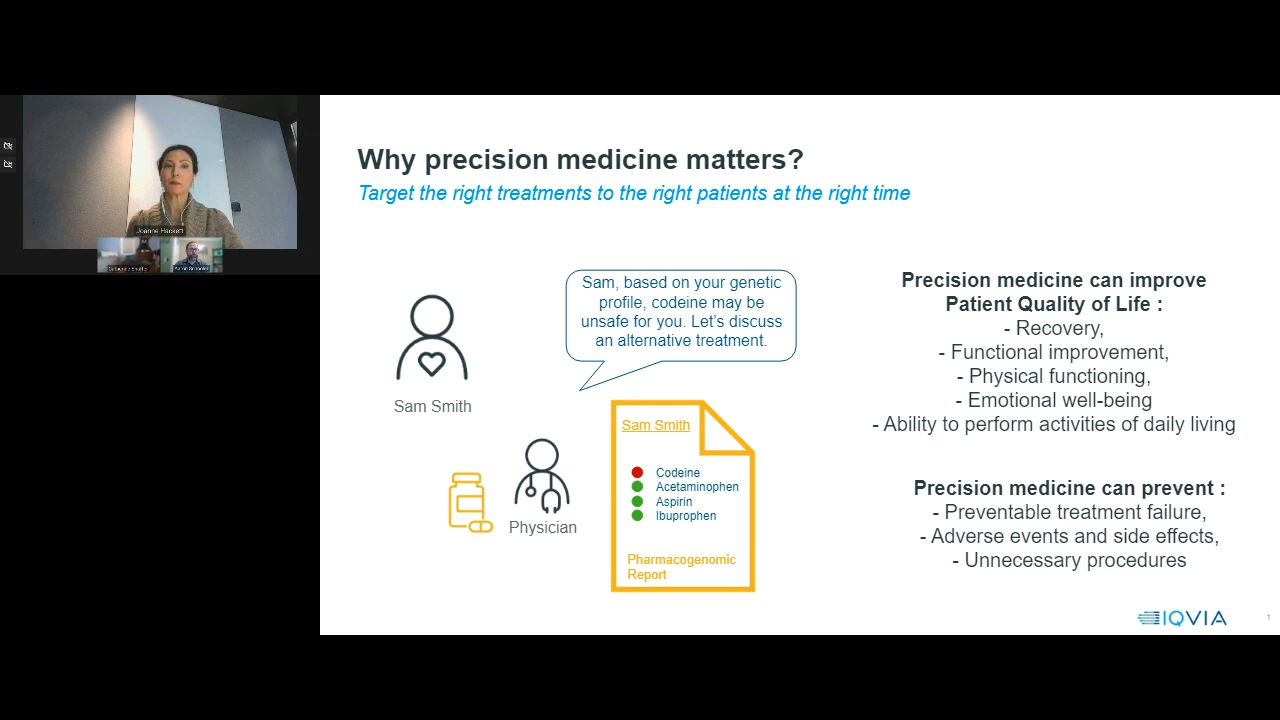 Joanne Hackett
Why precision medicine matters?
Target the right treatments to the right patients at the right time
Sam, based on your genetic
profile, codeine may be
unsafe for you. Let's discuss
an alternative treatment.
Sam Smith
Physician
Sam Smith
Codeine
Acetaminophen
Aspirin
Ibuprophen
Pharmacogenomic
Report
Precision medicine can improve
Patient Quality of Life :
- Recovery,
- Functional improvement,
- Physical functioning,
- Emotional well-being
- Ability to perform activities of daily living
Precision medicine can prevent :
- Preventable treatment failure,
- Adverse events and side effects,
- Unnecessary procedures
IQVIA
1